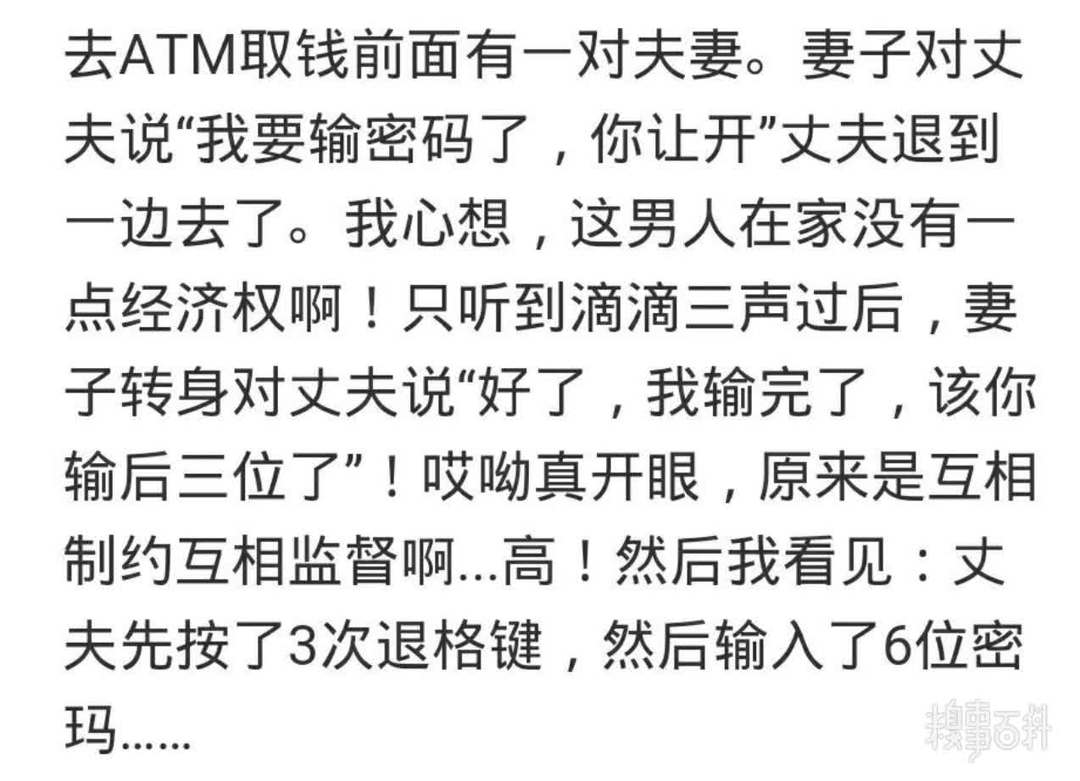 去ATM取钱前面有一对夫妻。妻子对丈
夫说“我要输密码了，你让开”丈夫退到
一边去了。我心想，这男人在家没有一
点经济权啊！只听到滴滴三声过后，妻
子转身对丈夫说“好了，我输完了，该你
输后三位了”！哎呦真开眼，原来是互相
制约互相监督啊...高！然后我看见：丈
夫先按了3次退格键，然后输入了6位密
玛......
糗事百科